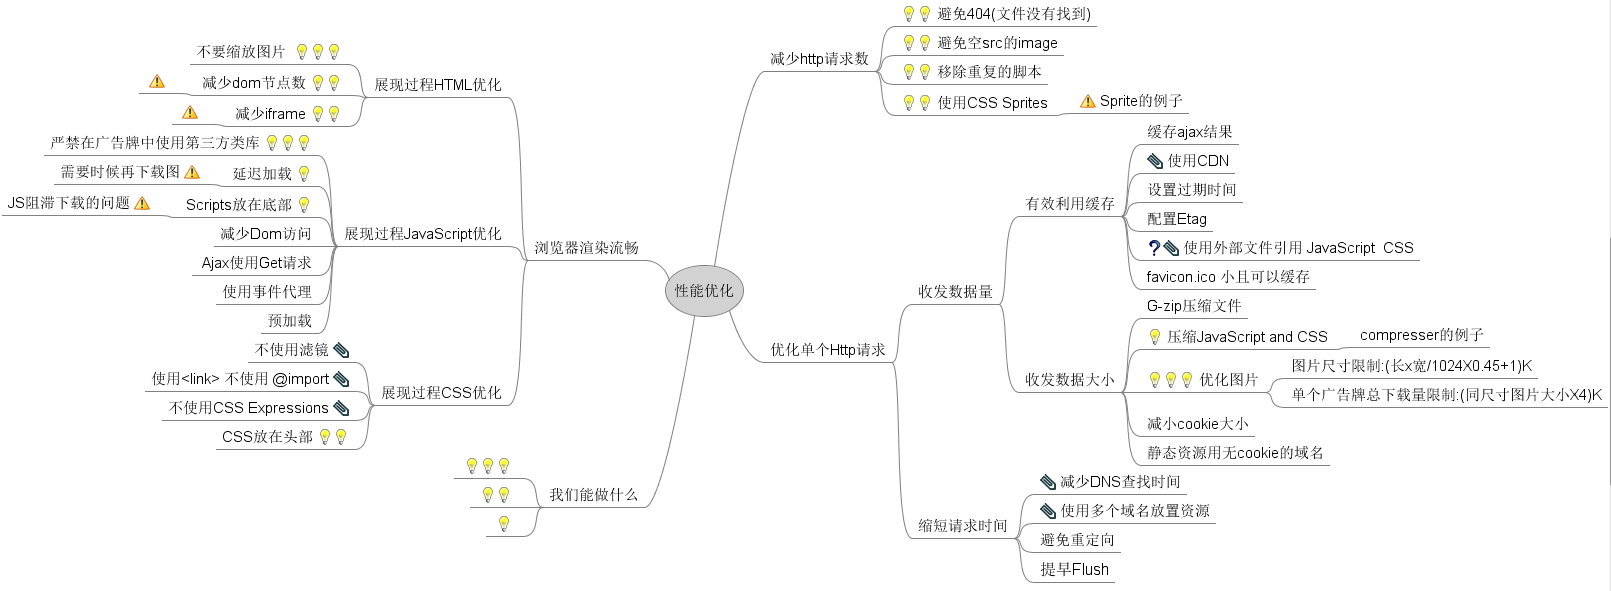 性能优化
减少http请求数
避免404(文件没有找到)
避免空src的image
移除重复的脚本
使用CSS Sprites
Sprite的例子
优化单个Http请求
收发数据量
有效利用缓存
缓存ajax结果
使用CDN
设置过期时间
配置Etag
使用外部文件引用 JavaScript CSS
favicon.ico 小且可以缓存
收发数据大小
G-zip压缩文件
压缩JavaScript and CSS
compresser的例子
优化图片
图片尺寸限制:(长x宽/1024X0.45+1)K
单个广告牌总下载量限制:(同尺寸图片大小X4)K
减小cookie大小
静态资源用无cookie的域名
缩短请求时间
减少DNS查找时间
使用多个域名放置资源
避免重定向
提早Flush
浏览器渲染流畅
展现过程HTML优化
不要缩放图片
减少dom节点数
减少iframe
展现过程JavaScript优化
严禁在广告牌中使用第三方类库
延迟加载
需要时候再下载图
Scripts放在底部
JS阻滞下载的问题
减少Dom访问
Ajax使用Get请求
使用事件代理
预加载
展现过程CSS优化
不使用滤镜
使用<link> 不使用 @import
不使用CSS Expressions
CSS放在头部
我们能做什么